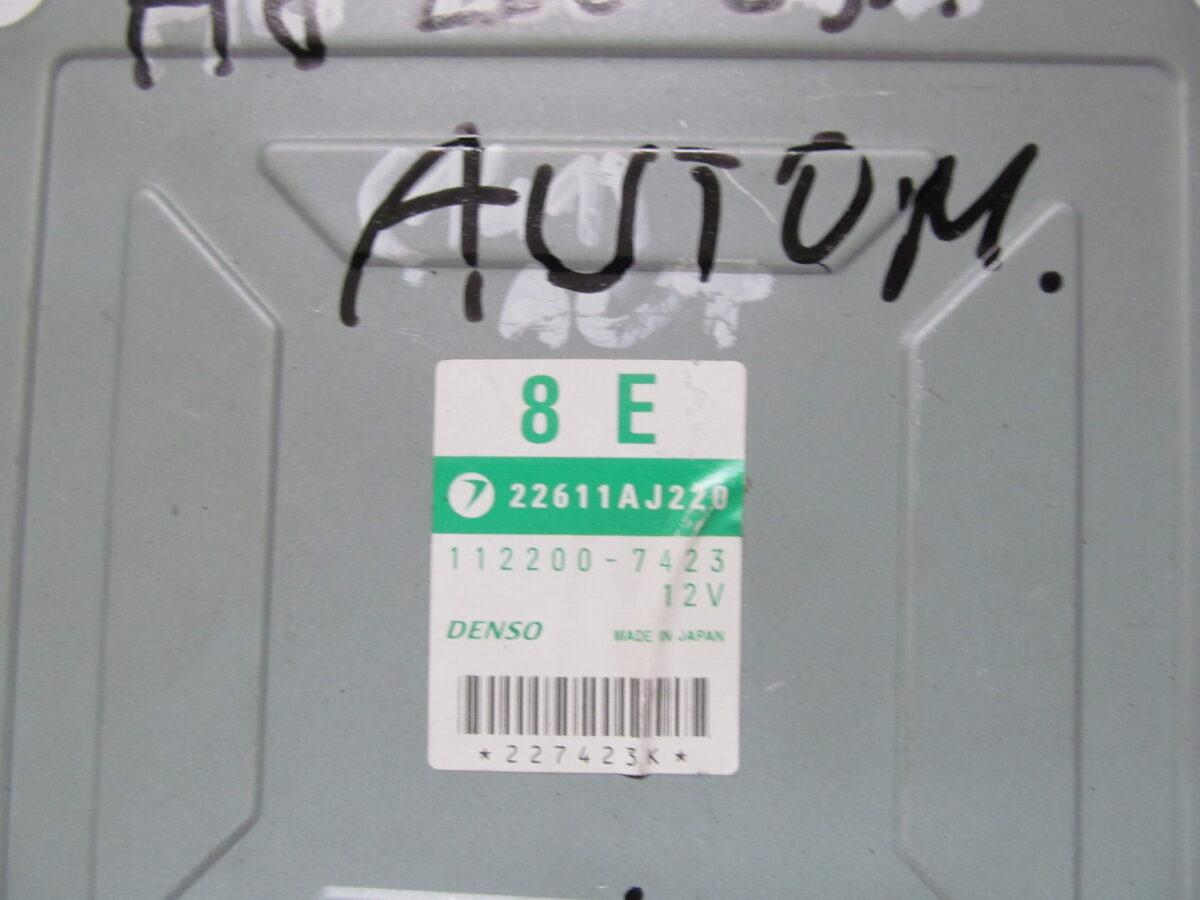 AUTOM.
8 E
22611AJ220
112200-7423
12V
DENSO MADE IN JAPAN
*227423K*